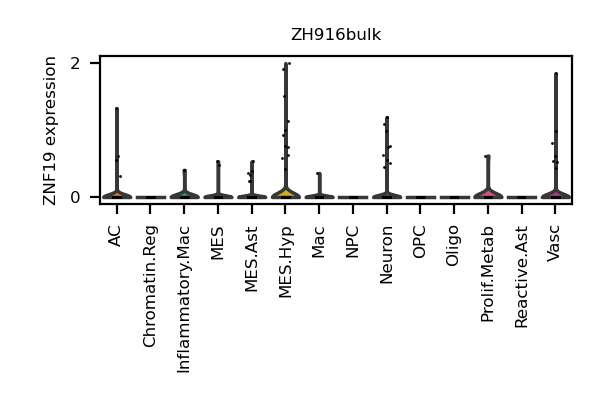 ZH916bulk
ZNF19 expression
2
0
AC
Chromatin.Reg
Inflammatory.Mac
MES
MES.Ast
MES.Hyp
Mac
NPC
Neuron
OPC
Oligo
Prolif.Metab
Reactive.Ast
Vasc